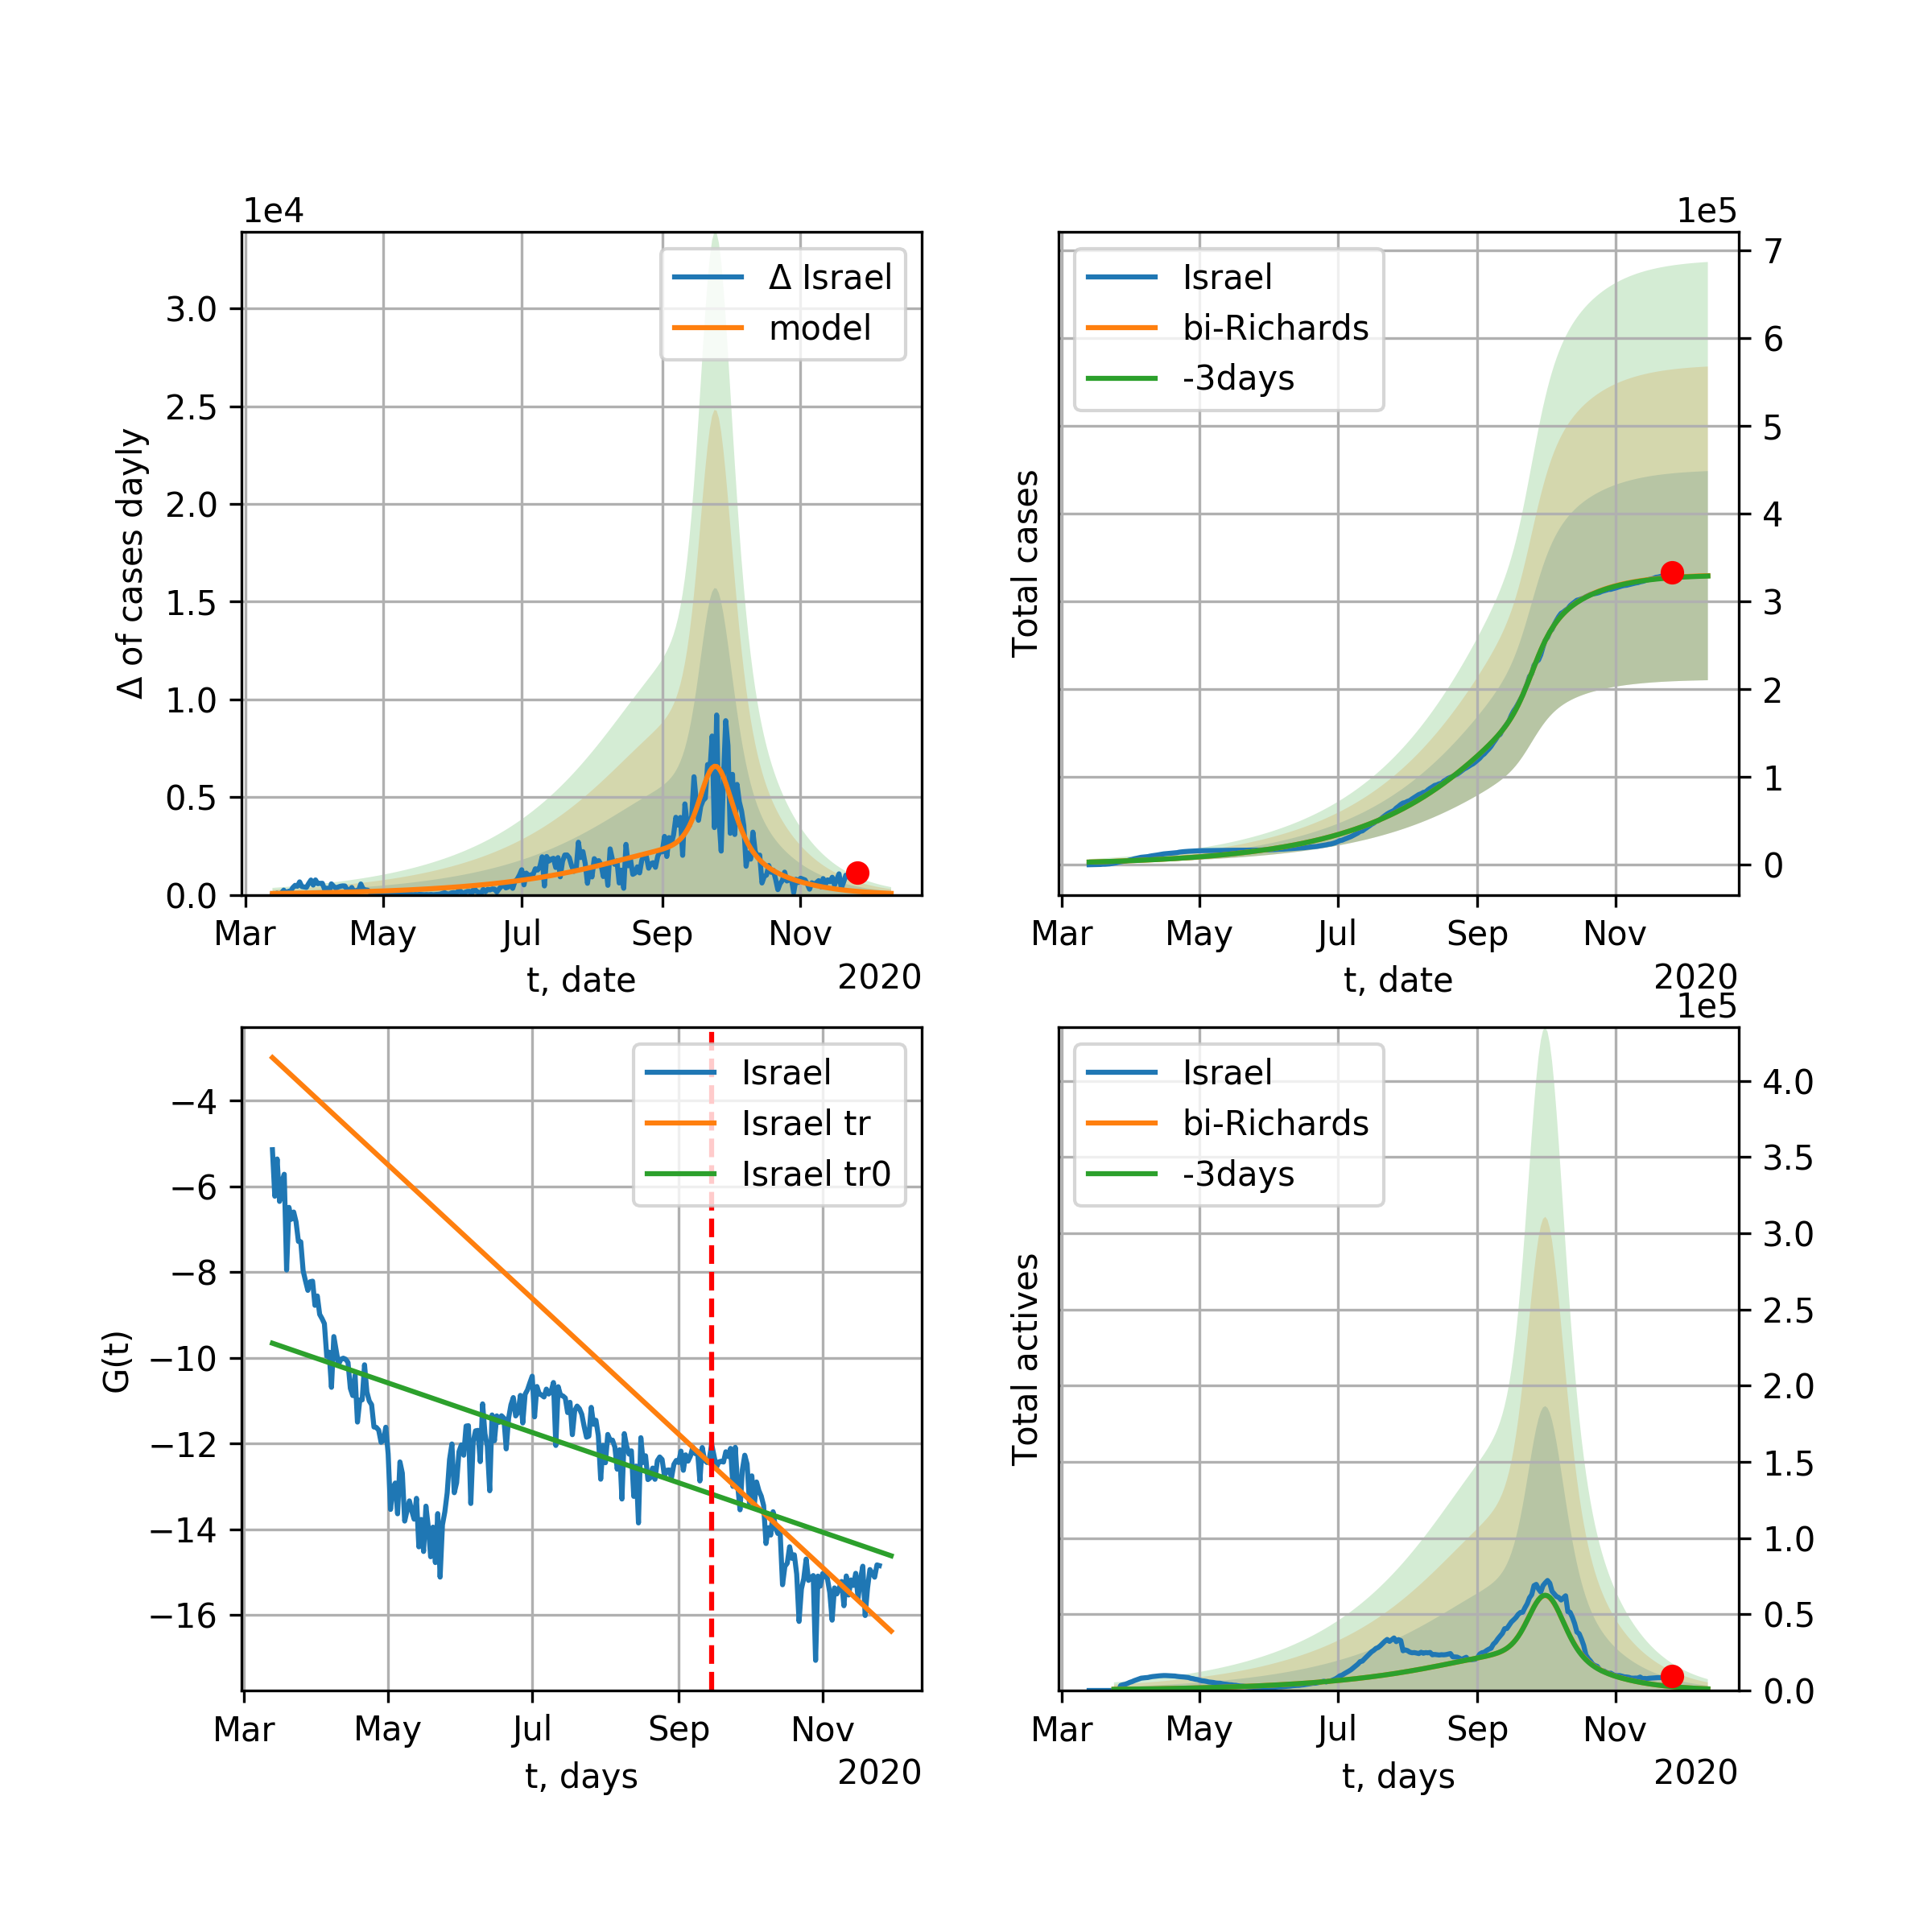 1e4
Δ of cases dayly
3.0
2.5
2.0
1.5
1.0
0.5
0.0
Δ Israel
model
Mar May Jul Sep Nov
t, date
2020
1e5
Total cases
Israel
bi-Richards
-3days
7
6
5
4
3
2
1
0
Mar May Jul Sep Nov
t, date
2020
G(t)
−4
−6
−8
−10
−12
−14
−16
Israel
Israel tr
Israel tr0
Mar May Jul Sep Nov
t, days
2020
1e5
Total actives
Israel
bi-Richards
-3days
4.0
3.5
3.0
2.5
2.0
1.5
1.0
0.5
0.0
Mar May Jul Sep Nov
t, days
2020